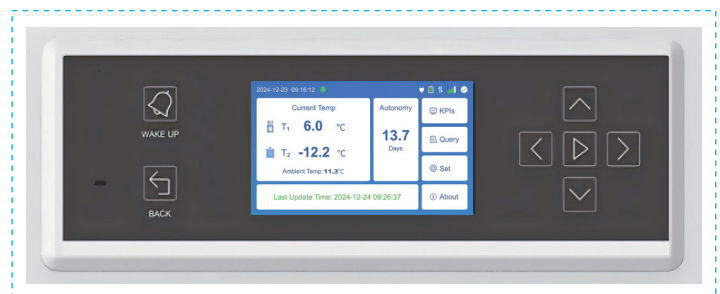 2024-12-23 09:16:12
Current Temp
T1 6.0 °C
T2 -12.2 °C
Ambient Temp:11.3°C
Autonomy
13.7
Days
KPIs
Query
Set
About
Last Update Time: 2024-12-24 09:26:37
WAKE UP
BACK